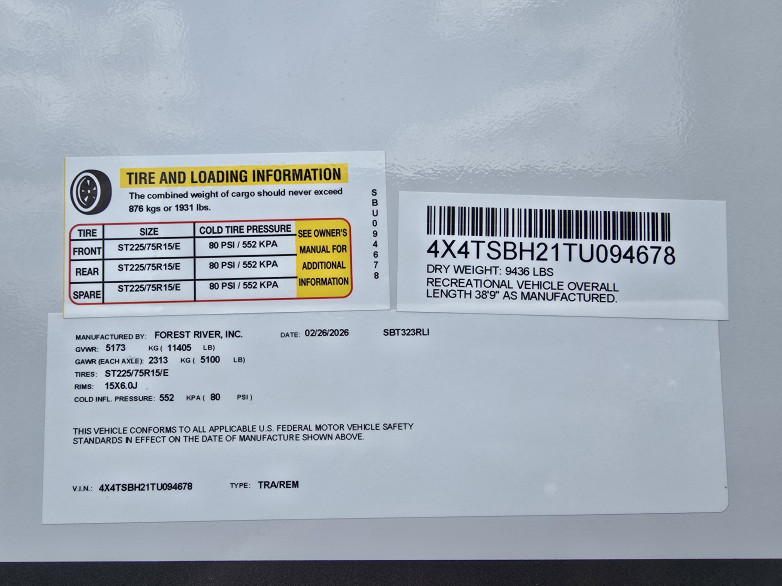 TIRE AND LOADING INFORMATION
The combined weight of cargo should never exceed
876 kgs or 1931 lbs.
TIRE SIZE COLD TIRE PRESSURE SEE OWNER'S MANUAL FOR ADDITIONAL INFORMATION
FRONT ST225/75R15/E 80 PSI / 552 KPA
REAR ST225/75R15/E 80 PSI / 552 KPA
SPARE ST225/75R15/E 80 PSI / 552 KPA
SBU094678
4X4TSBH21TU094678
DRY WEIGHT: 9436 LBS
RECREATIONAL VEHICLE OVERALL
LENGTH 38'9" AS MANUFACTURED.
MANUFACTURED BY: FOREST RIVER, INC. DATE: 02/26/2026 SBT323RLI
GVWR: 5173 KG ( 11405 LB)
GAWR (EACH AXLE): 2313 KG ( 5100 LB)
TIRES: ST225/75R15/E
RIMS: 15X6.0J
COLD INFL. PRESSURE: 552 KPA ( 80 PSI )
THIS VEHICLE CONFORMS TO ALL APPLICABLE U.S. FEDERAL MOTOR VEHICLE SAFETY
STANDARDS IN EFFECT ON THE DATE OF MANUFACTURE SHOWN ABOVE.
V.I.N.: 4X4TSBH21TU094678 TYPE: TRA/REM